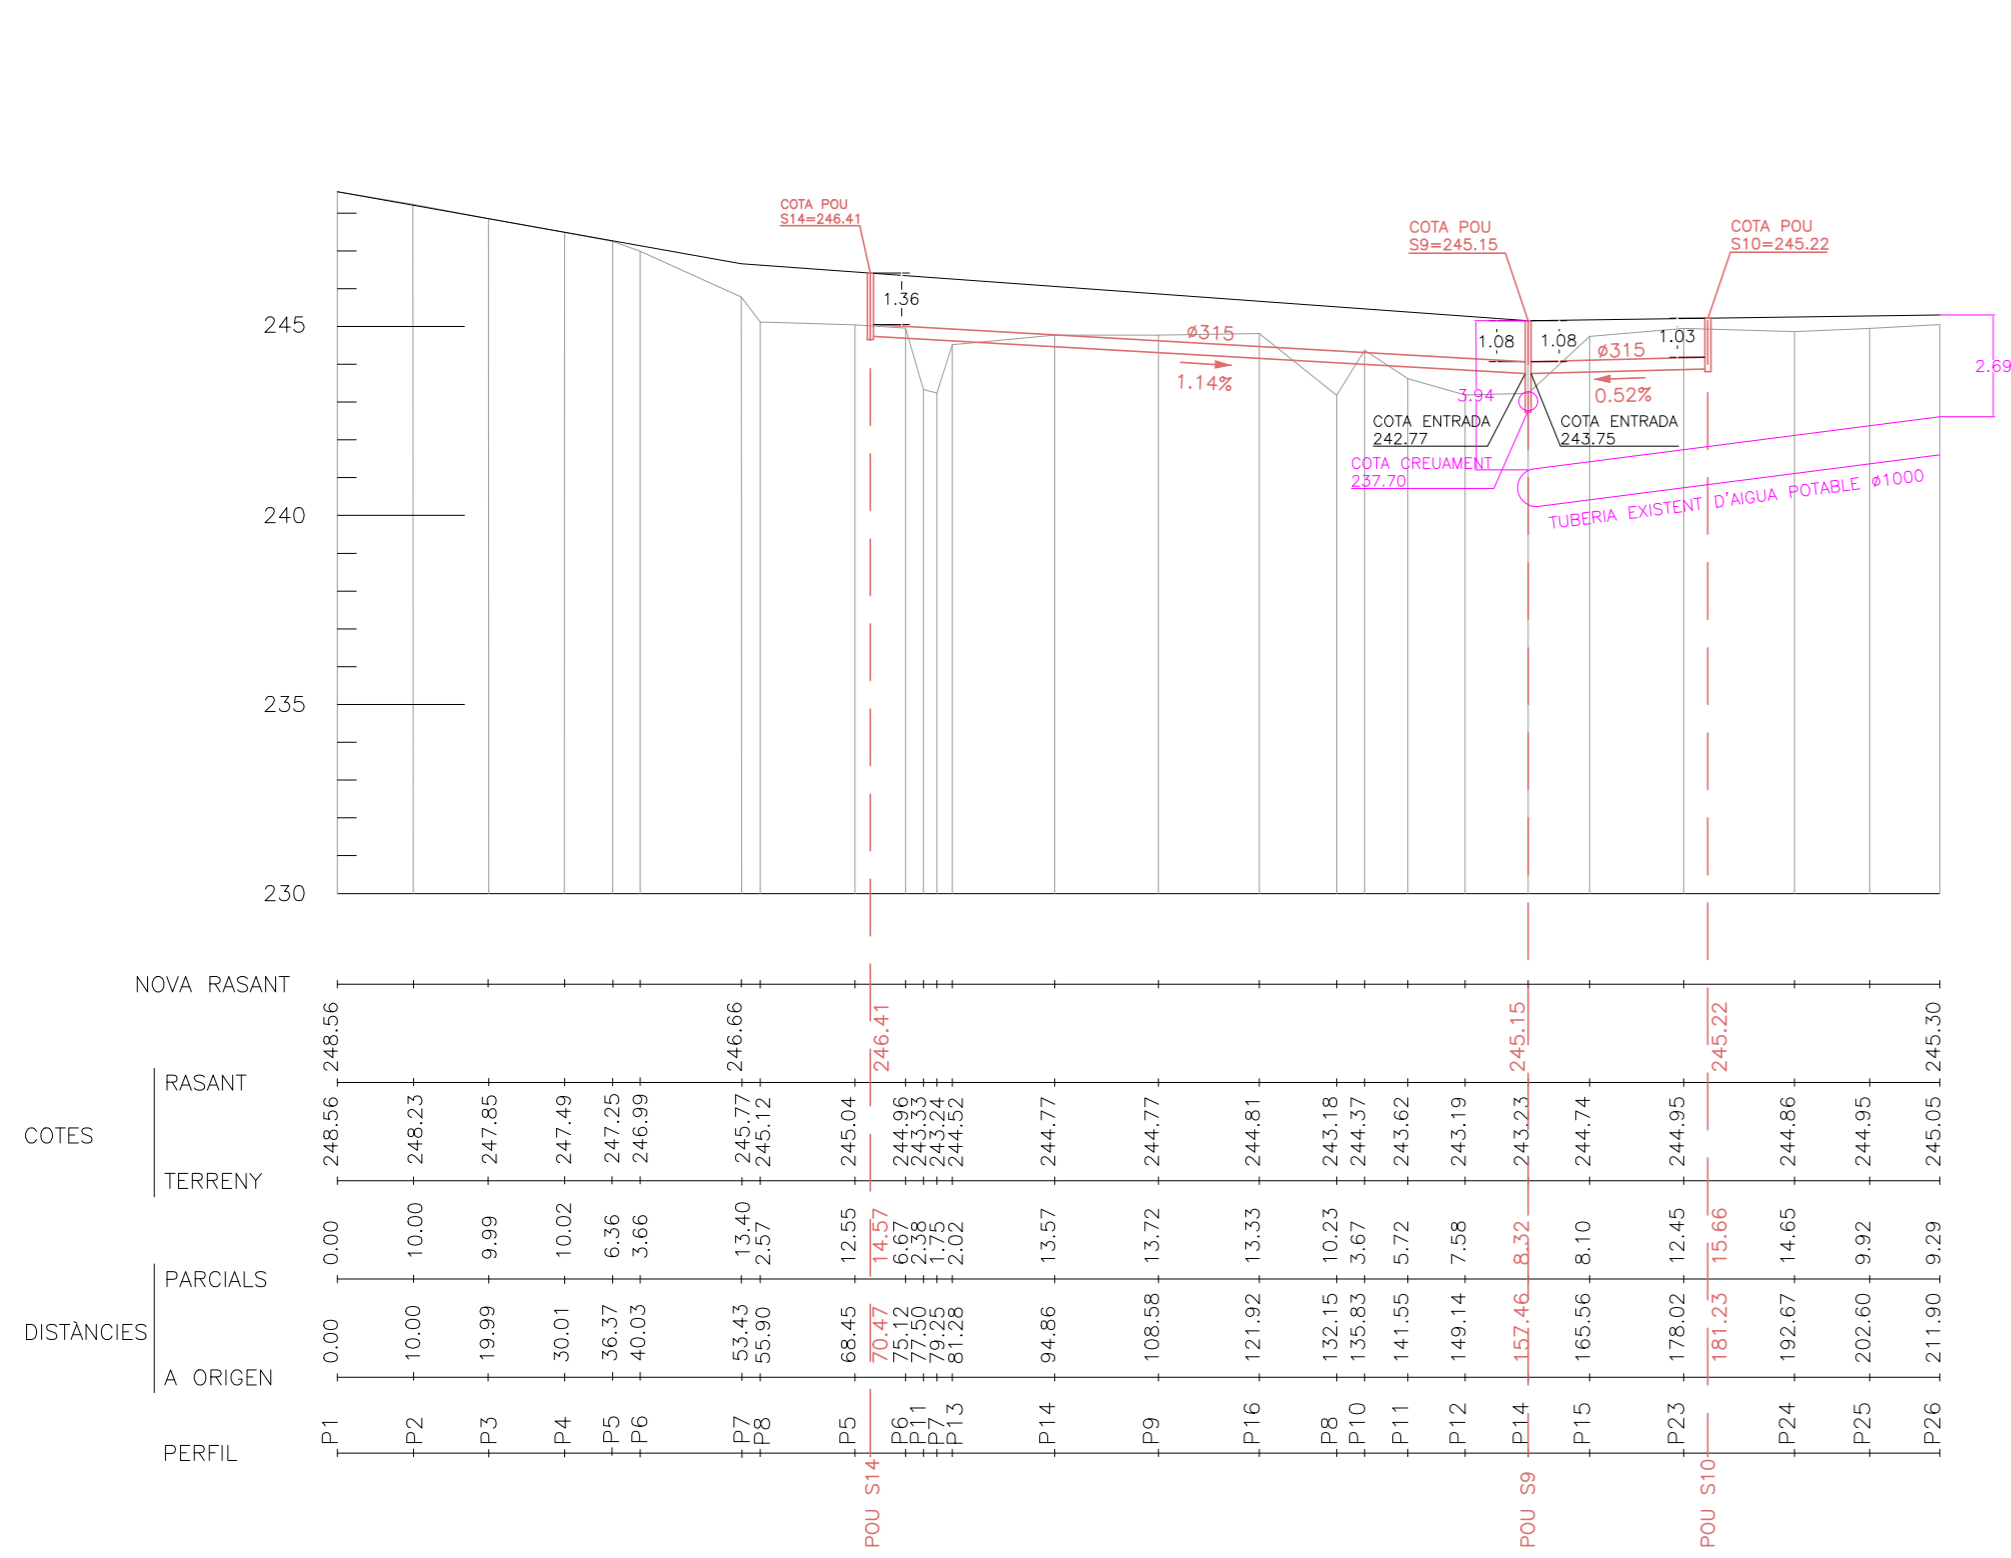 COTA POU
S14=246.41
COTA POU
S9=245.15
COTA POU
S10=245.22
1.36
245
ø315
1.14%
1.08
1.08
1.03
ø315
0.52%
2.69
3.94
COTA ENTRADA
242.77
COTA ENTRADA
243.75
COTA CREUAMENT
237.70
TUBERIA EXISTENT D'AIGUA POTABLE ø1000
240
235
230
NOVA RASANT
248.56 246.66 246.41 245.15 245.22 245.30
COTES
RASANT
248.56 248.23 247.85 247.49 247.25 246.99 245.77 245.12 245.04 244.96 243.33 243.24 244.52 244.77 244.77 244.81 243.18 244.37 243.62 243.19 243.23 244.74 244.95 244.86 244.95 245.05
TERRENY
0.00 10.00 9.99 10.02 6.36 3.66 13.40 2.57 12.55 14.57 6.67 2.38 1.75 2.02 13.57 13.72 13.33 10.23 3.67 5.72 7.58 8.32 8.10 12.45 15.66 14.65 9.92 9.29
DISTÀNCIES
PARCIALS
0.00 10.00 19.99 30.01 36.37 40.03 53.43 55.90 68.45 70.47 75.12 77.50 79.25 81.28 94.86 108.58 121.92 132.15 135.83 141.55 149.14 157.46 165.56 178.02 181.23 192.67 202.60 211.90
A ORIGEN
P1 P2 P3 P4 P5 P6 P7 P8 P5 P6 P11 P7 P13 P14 P9 P16 P8 P10 P11 P12 P14 P15 P23 P24 P25 P26
PERFIL
POU S14
POU S9
POU S10